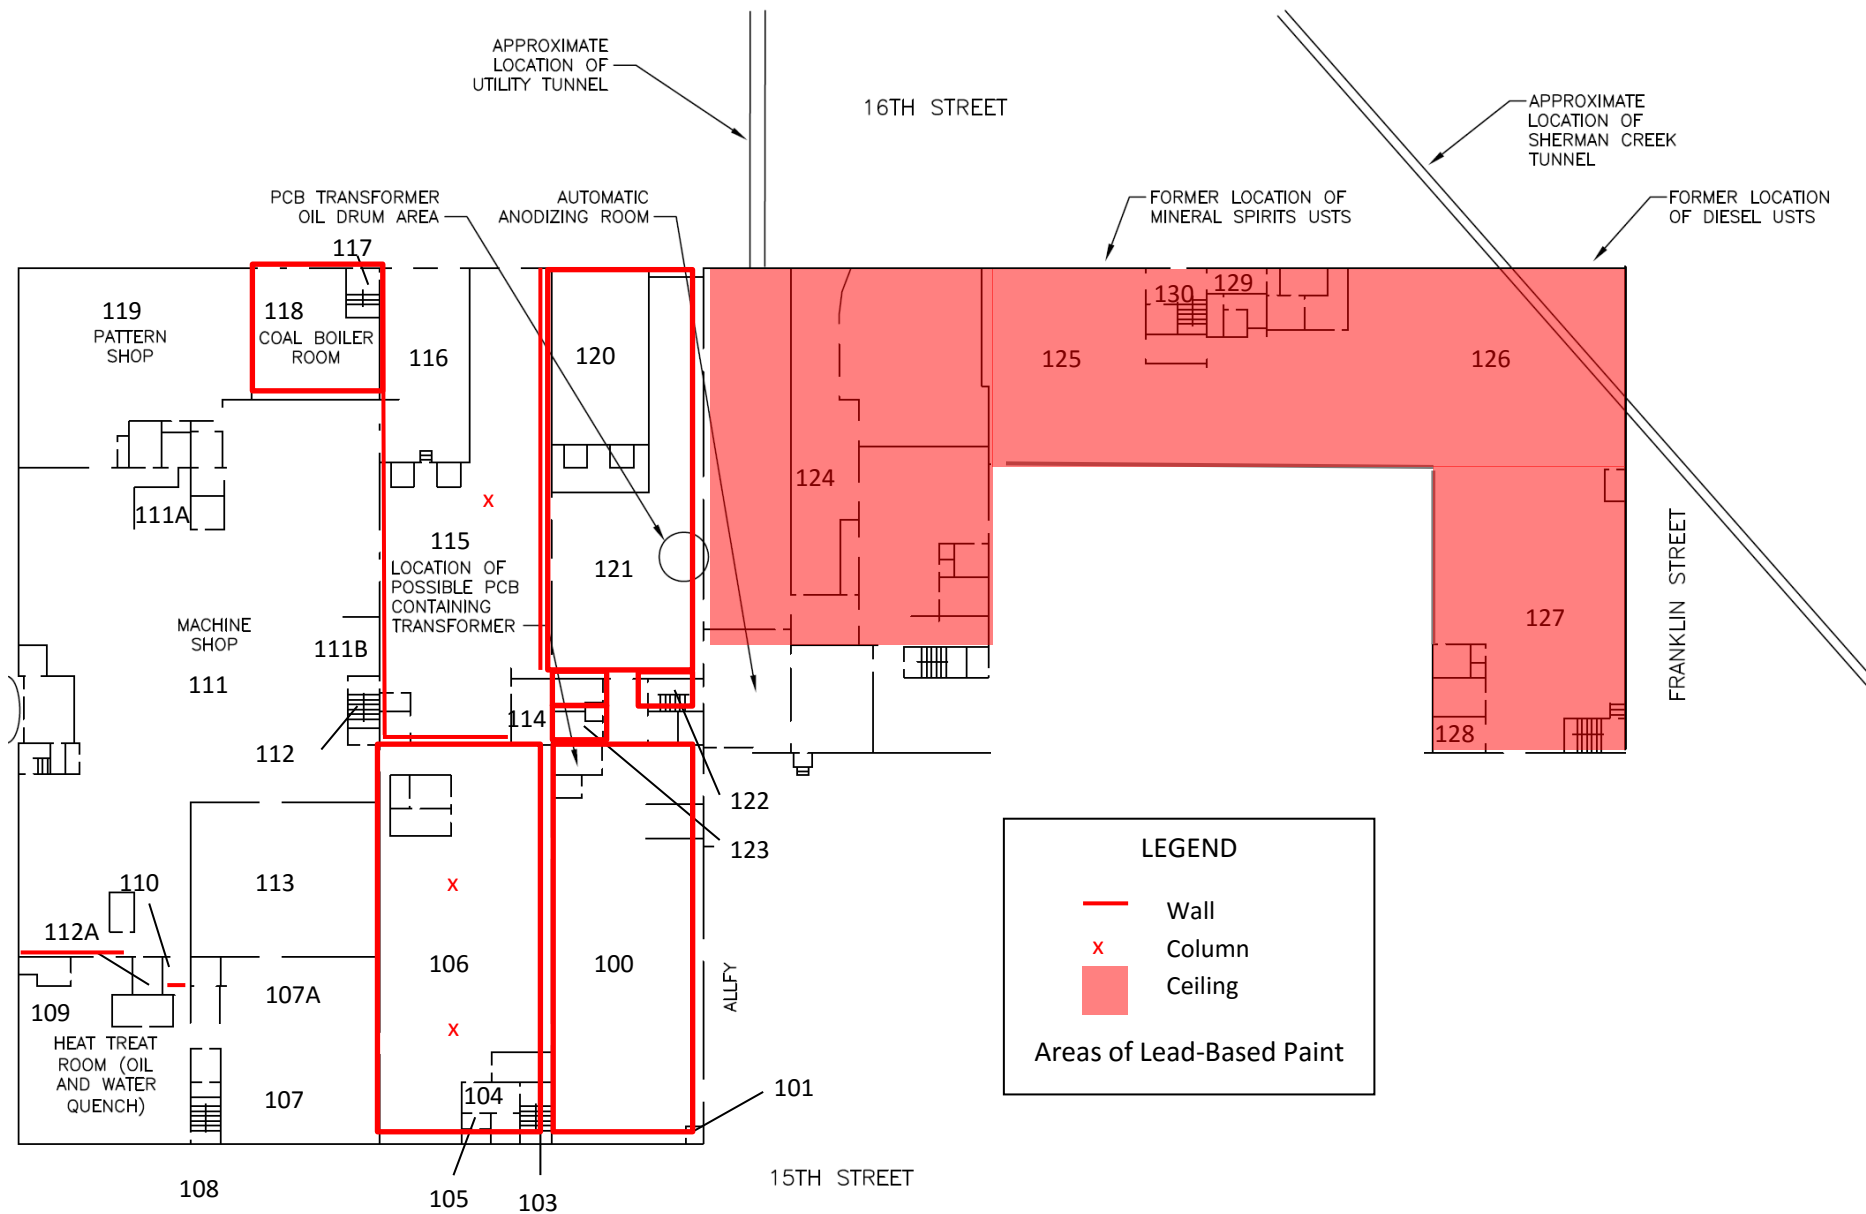 APPROXIMATE
LOCATION OF
UTILITY TUNNEL
16TH STREET
APPROXIMATE
LOCATION OF
SHERMAN CREEK
TUNNEL
PCB TRANSFORMER
OIL DRUM AREA
AUTOMATIC
ANODIZING ROOM
FORMER LOCATION OF
MINERAL SPIRITS USTS
FORMER LOCATION
OF DIESEL USTS
117
119
PATTERN
SHOP
118
COAL BOILER
ROOM
116
120
125
130
129
126
124
111A
115
LOCATION OF
POSSIBLE PCB
CONTAINING
TRANSFORMER
121
127
FRANKLIN STREET
MACHINE
SHOP
111
111B
114
128
112
122
123
110
113
112A
106
100
107A
109
HEAT TREAT
ROOM (OIL
AND WATER
QUENCH)
107
104
101
ALLFY
108
105
103
15TH STREET
x
x
x
LEGEND
Wall
x Column
Ceiling
Areas of Lead-Based Paint